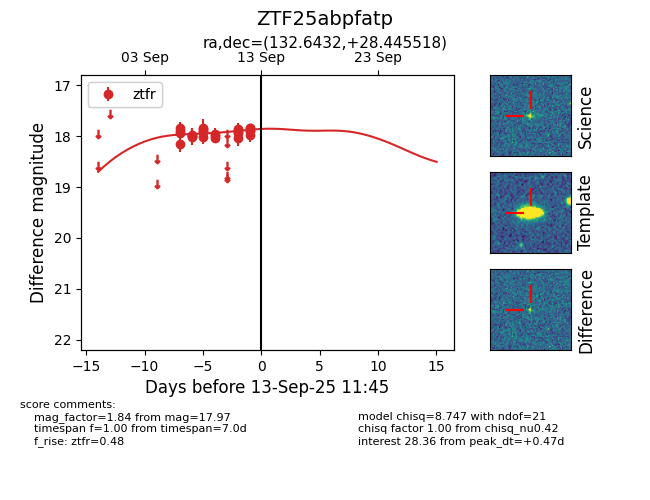 ZTF25abpfatp
ra,dec=(132.6432,+28.445518)
03 Sep
13 Sep
23 Sep
17
18
19
20
21
22
Difference magnitude
ztfr
−15
−10
−5
0
5
10
15
Days before 13-Sep-25 11:45
Science
Template
Difference
score comments:
mag_factor=1.84 from mag=17.97
timespan f=1.00 from timespan=7.0d
f_rise: ztfr=0.48
model chisq=8.747 with ndof=21
chisq factor 1.00 from chisq_nu0.42
interest 28.36 from peak_dt=+0.47d